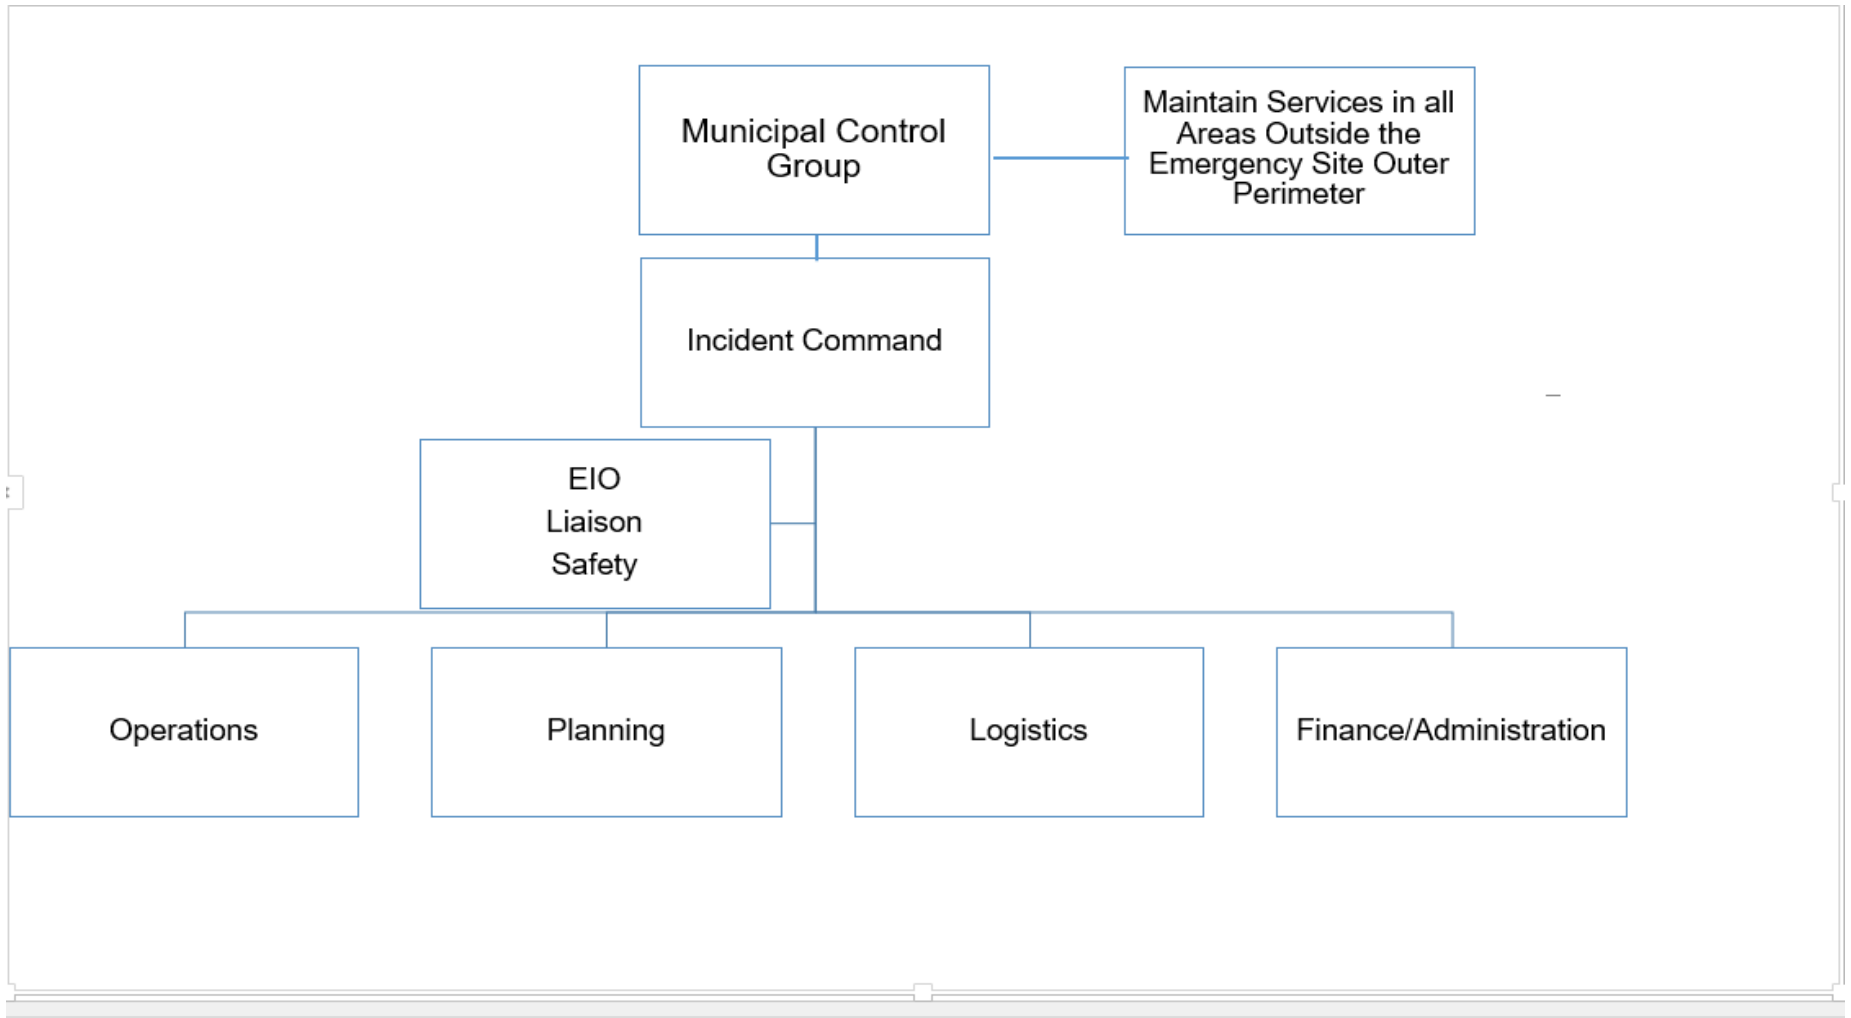 Municipal Control
Group
Maintain Services in all
Areas Outside the
Emergency Site Outer
Perimeter
Incident Command
EIO
Liaison
Safety
Operations
Planning
Logistics
Finance/Administration